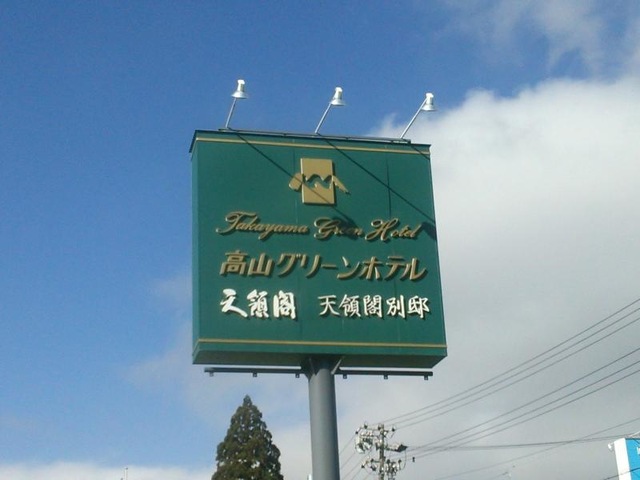 Takayama Green Hotel
高山グリーンホテル
天領閣 天領閣別邸